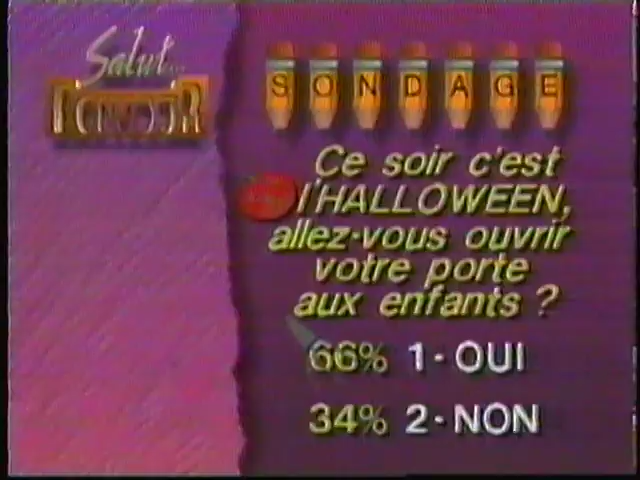 Salut...
BONJOUR
SONDAGE
Ce soir c'est
l'HALLOWEEN,
allez-vous ouvrir
votre porte
aux enfants ?
66% 1-OUI
34% 2-NON